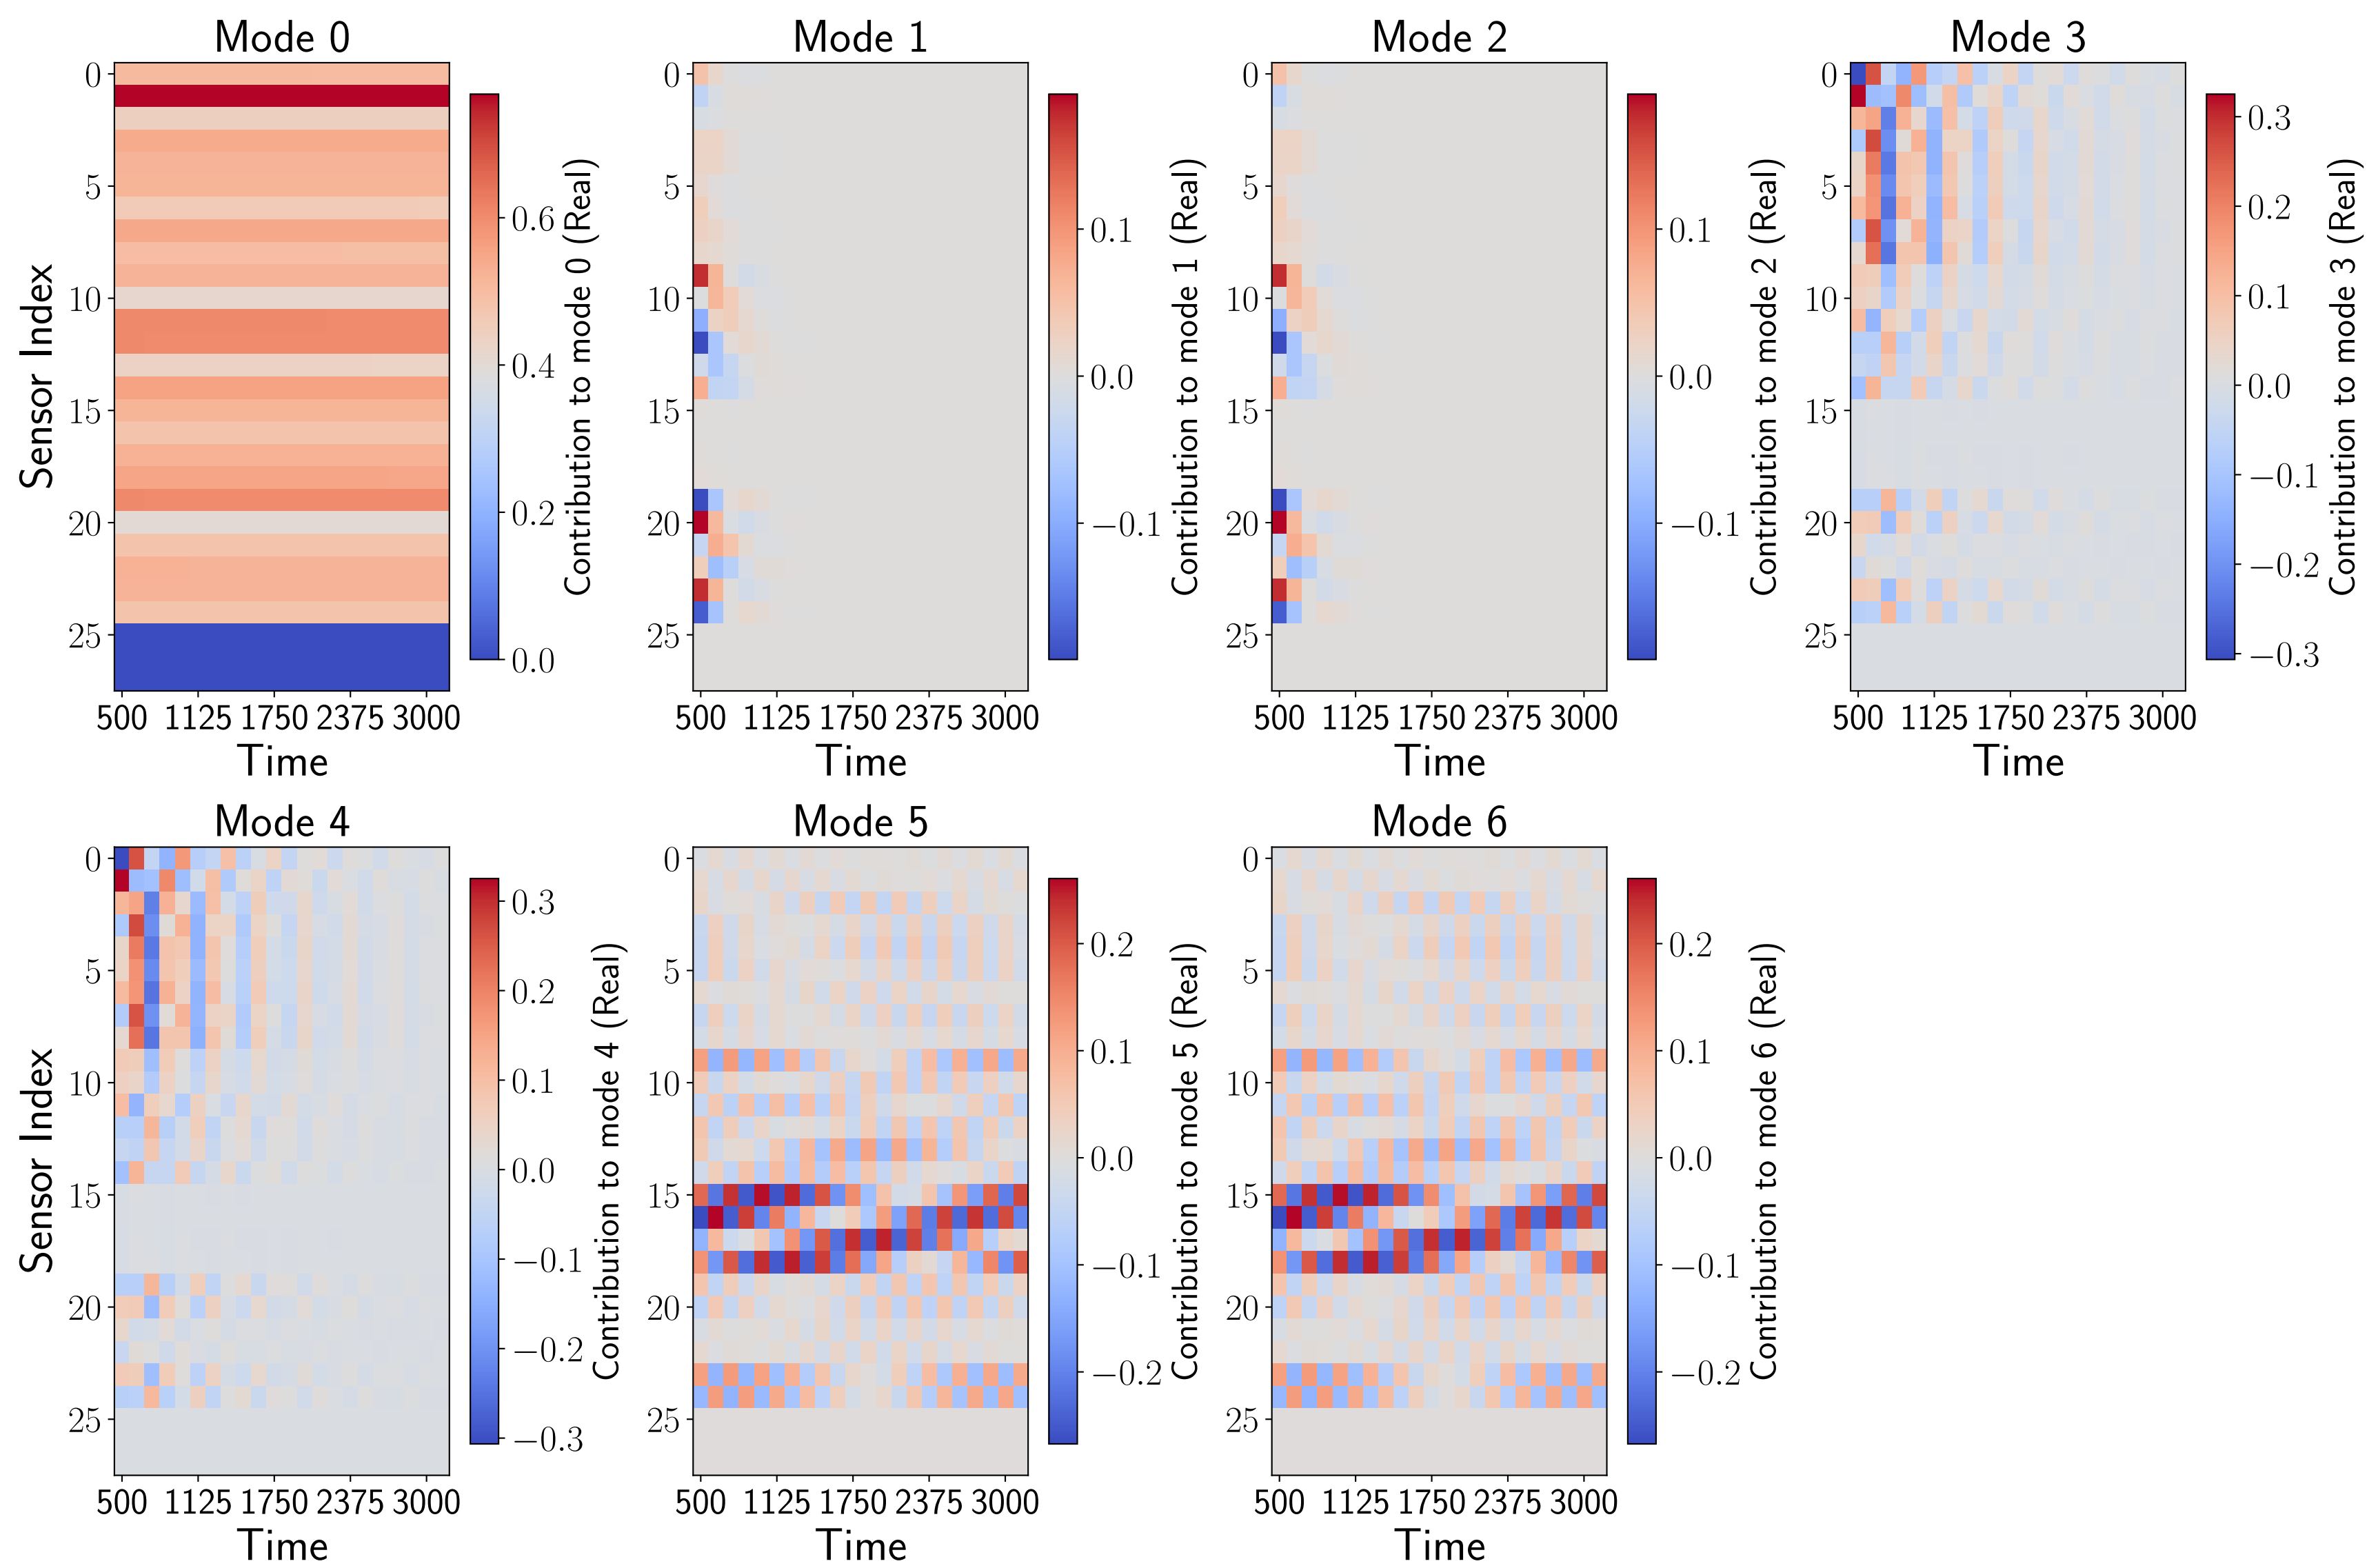 Mode 0
Mode 1
Mode 2
Mode 3
Sensor Index
0
5
10
15
20
25
500 1125 1750 2375 3000
Time
0.6
0.4
0.2
0.0
Contribution to mode 0 (Real)
0
5
10
15
20
25
500 1125 1750 2375 3000
Time
0.1
0.0
−0.1
Contribution to mode 1 (Real)
0
5
10
15
20
25
500 1125 1750 2375 3000
Time
0.1
0.0
−0.1
Contribution to mode 2 (Real)
0
5
10
15
20
25
500 1125 1750 2375 3000
Time
0.3
0.2
0.1
0.0
−0.1
−0.2
−0.3
Contribution to mode 3 (Real)
Mode 4
Mode 5
Mode 6
Sensor Index
0
5
10
15
20
25
500 1125 1750 2375 3000
Time
0.3
0.2
0.1
0.0
−0.1
−0.2
−0.3
Contribution to mode 4 (Real)
0
5
10
15
20
25
500 1125 1750 2375 3000
Time
0.2
0.1
0.0
−0.1
−0.2
Contribution to mode 5 (Real)
0
5
10
15
20
25
500 1125 1750 2375 3000
Time
0.2
0.1
0.0
−0.1
−0.2
Contribution to mode 6 (Real)